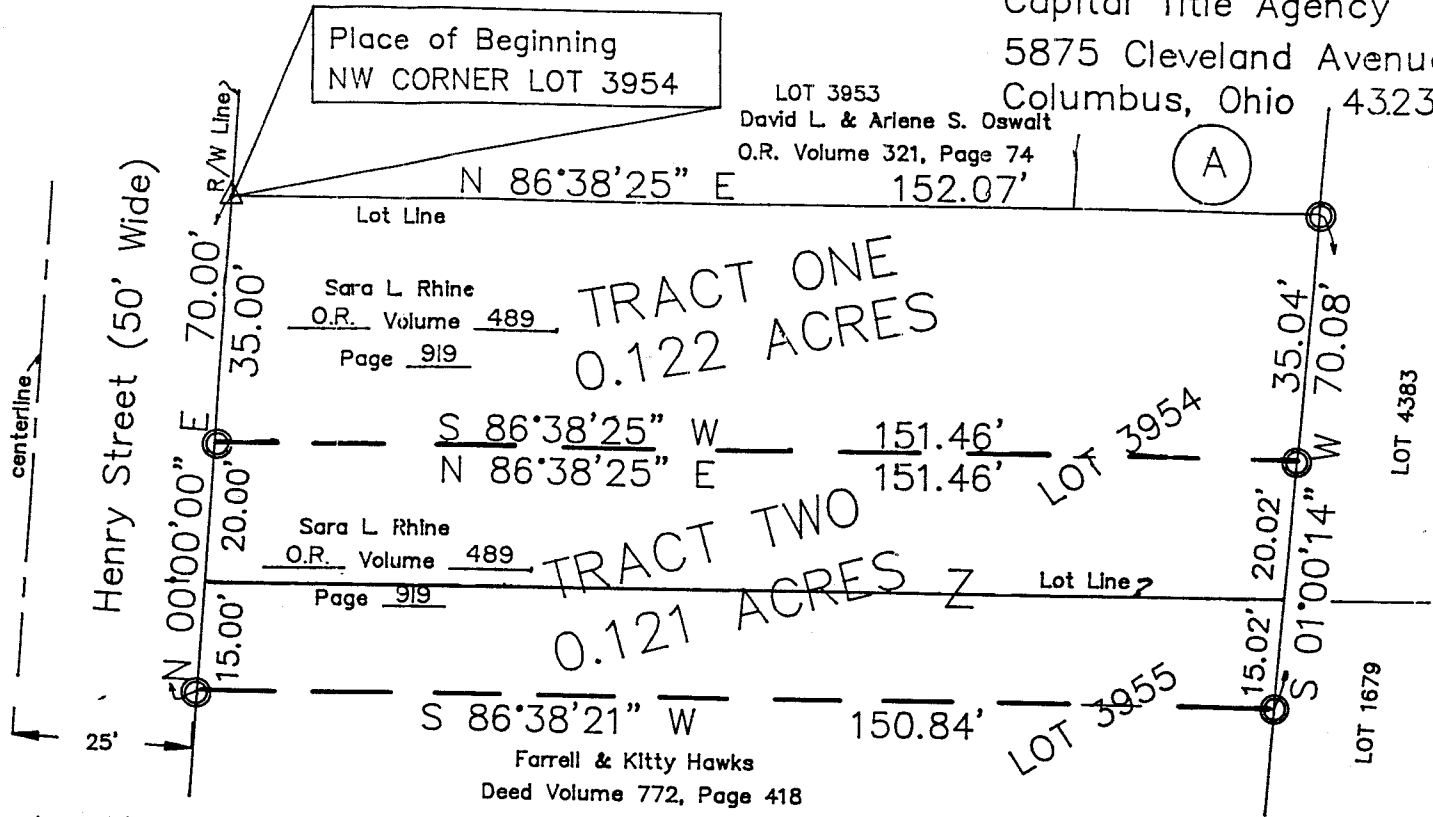 Capital Title Agency
5875 Cleveland Avenue
Columbus, Ohio 4323
Place of Beginning
NW CORNER LOT 3954
LOT 3953
David L. & Arlene S. Oswalt
O.R. Volume 321, Page 74
A
R/W Line
N 86°38'25" E 152.07'
Lot Line
Henry Street (50' Wide)
centerline
70.00'
35.00'
Sara L. Rhine
O.R. Volume 489
Page 919
TRACT ONE
0.122 ACRES
35.04'
70.08'
LOT 4383
S 86°38'25" W 151.46'
N 86°38'25" E 151.46'
LOT 3954
N 00°00'00" E
20.00'
Sara L. Rhine
O.R. Volume 489
Page 919
TRACT TWO
0.121 ACRES
Z
Lot Line
20.02'
S 01°00'14" W
15.00'
15.02'
S 86°38'21" W 150.84'
LOT 3955
LOT 1679
25'
Farrell & Kitty Hawks
Deed Volume 772, Page 418